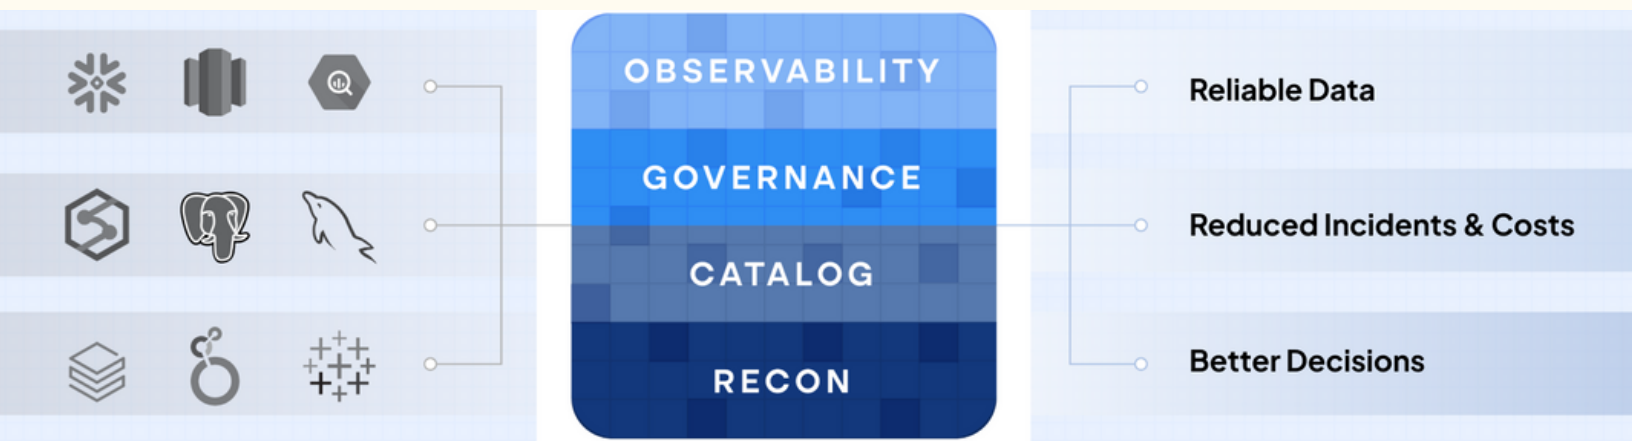 OBSERVABILITY
GOVERNANCE
CATALOG
RECON
Reliable Data
Reduced Incidents & Costs
Better Decisions